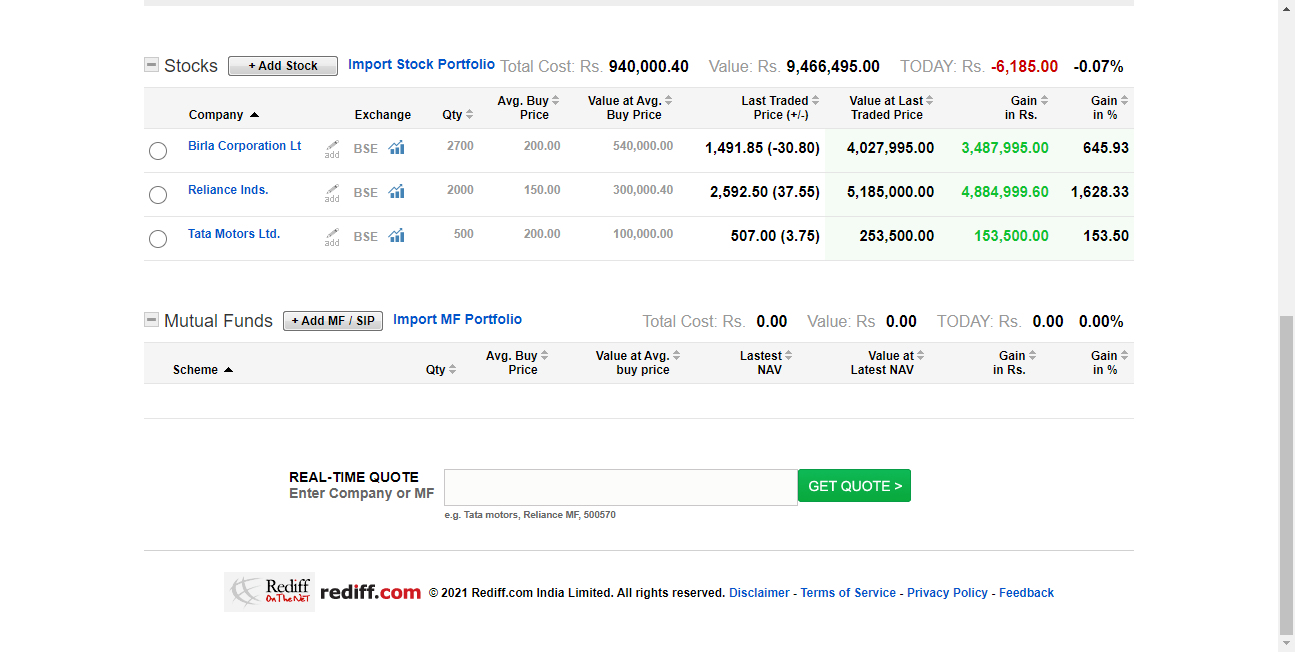 Stocks + Add Stock Import Stock Portfolio Total Cost: Rs. 940,000.40 Value: Rs. 9,466,495.00 TODAY: Rs. -6,185.00 -0.07%
Company Exchange Qty Avg. Buy Price Value at Avg. Buy Price Last Traded Price (+/-) Value at Last Traded Price Gain in Rs. Gain in %
Birla Corporation Lt add BSE 2700 200.00 540,000.00 1,491.85 (-30.80) 4,027,995.00 3,487,995.00 645.93
Reliance Inds. add BSE 2000 150.00 300,000.40 2,592.50 (37.55) 5,185,000.00 4,884,999.60 1,628.33
Tata Motors Ltd. add BSE 500 200.00 100,000.00 507.00 (3.75) 253,500.00 153,500.00 153.50
Mutual Funds + Add MF / SIP Import MF Portfolio Total Cost: Rs. 0.00 Value: Rs 0.00 TODAY: Rs. 0.00 0.00%
Scheme Qty Avg. Buy Price Value at Avg. buy price Lastest NAV Value at Latest NAV Gain in Rs. Gain in %
REAL-TIME QUOTE
Enter Company or MF
GET QUOTE >
e.g. Tata motors, Reliance MF, 500570
Rediff On The NeT rediff.com © 2021 Rediff.com India Limited. All rights reserved. Disclaimer - Terms of Service - Privacy Policy - Feedback